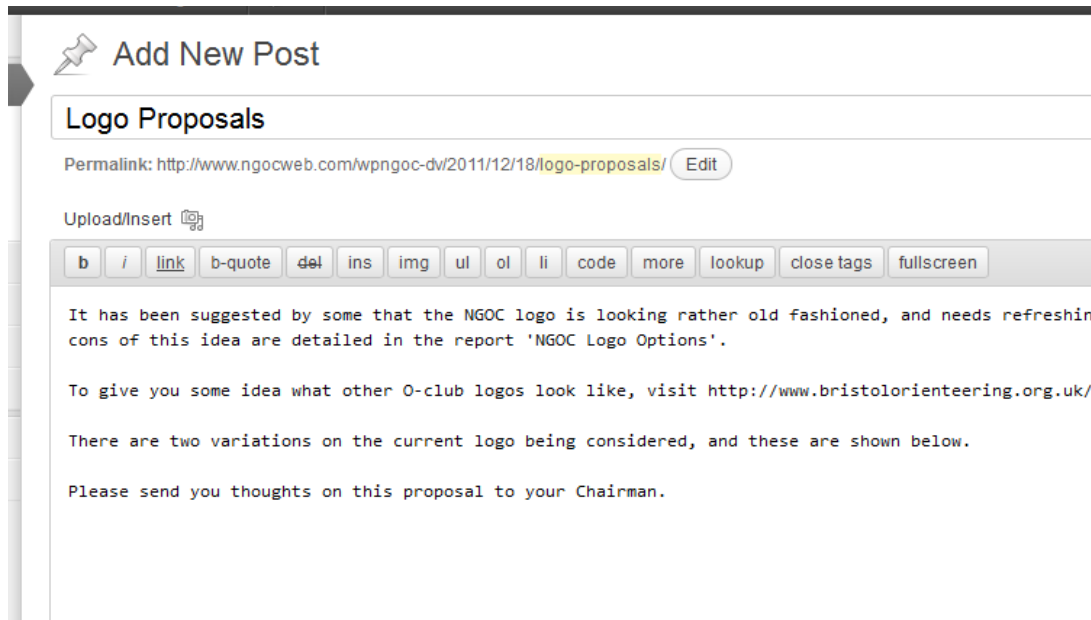 Add New Post
Logo Proposals
Permalink: http://www.ngocweb.com/wpngoc-dv/2011/12/18/logo-proposals/ Edit
Upload/Insert
b i link b-quote del ins img ul ol li code more lookup close tags fullscreen
It has been suggested by some that the NGOC logo is looking rather old fashioned, and needs refreshin
cons of this idea are detailed in the report 'NGOC Logo Options'.
To give you some idea what other O-club logos look like, visit http://www.bristolorienteering.org.uk/
There are two variations on the current logo being considered, and these are shown below.
Please send you thoughts on this proposal to your Chairman.